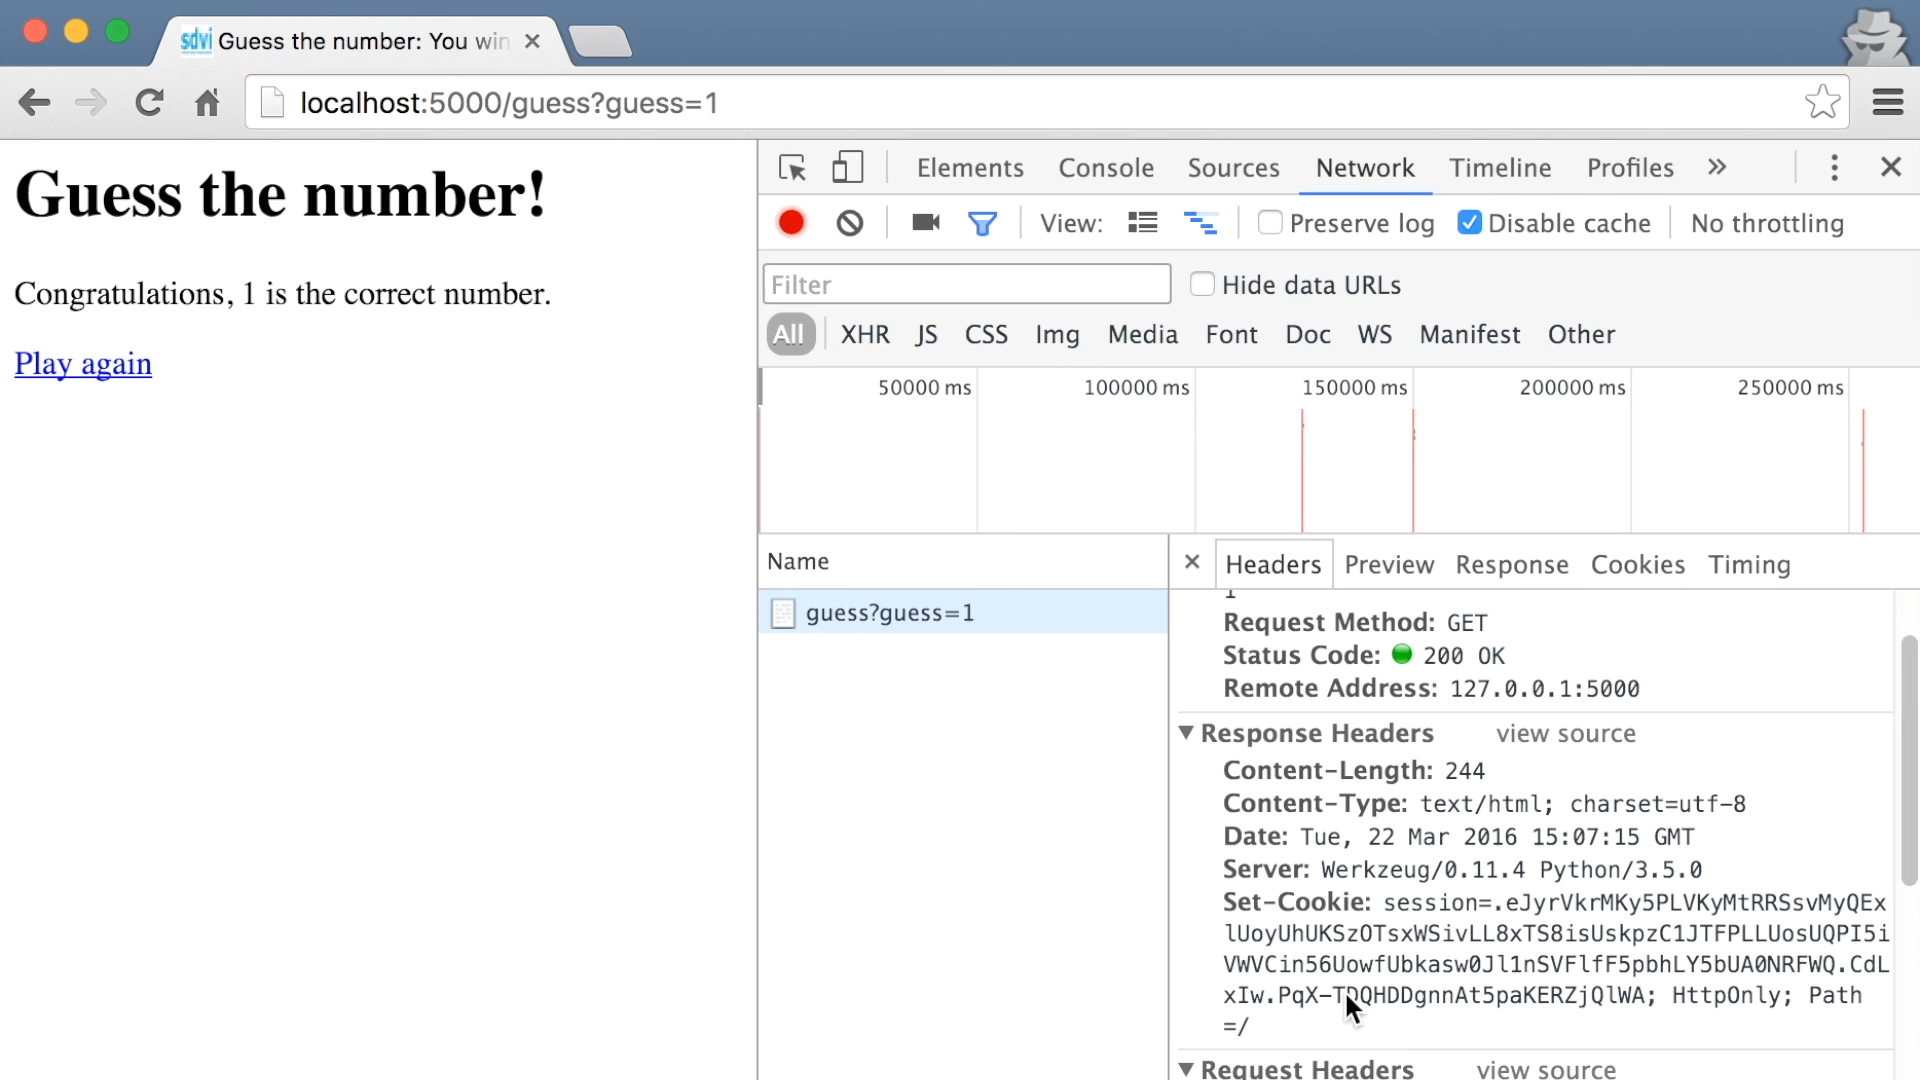 sdvi Guess the number: You win
localhost:5000/guess?guess=1
Guess the number!
Congratulations, 1 is the correct number.
Play again
Elements Console Sources Network Timeline Profiles »
View: Preserve log Disable cache No throttling
Filter Hide data URLs
All XHR JS CSS Img Media Font Doc WS Manifest Other
50000 ms 100000 ms 150000 ms 200000 ms 250000 ms
Name
guess?guess=1
× Headers Preview Response Cookies Timing
1
Request Method: GET
Status Code: 200 OK
Remote Address: 127.0.0.1:5000
Response Headers view source
Content-Length: 244
Content-Type: text/html; charset=utf-8
Date: Tue, 22 Mar 2016 15:07:15 GMT
Server: Werkzeug/0.11.4 Python/3.5.0
Set-Cookie: session=.eJyrVkrMKy5PLVKyMtRRSsvMyQEx
lUoyUhUKSzOTsxWSivLL8xTS8isUskpzC1JTFPLLUosUQPI5i
VWVCin56UowfUbkasw0Jl1nSVFlfF5pbhLY5bUA0NRFWQ.CdL
xIw.PqX-TDQHDDgnnAt5paKERZjQlWA; HttpOnly; Path
=/
Request Headers view source